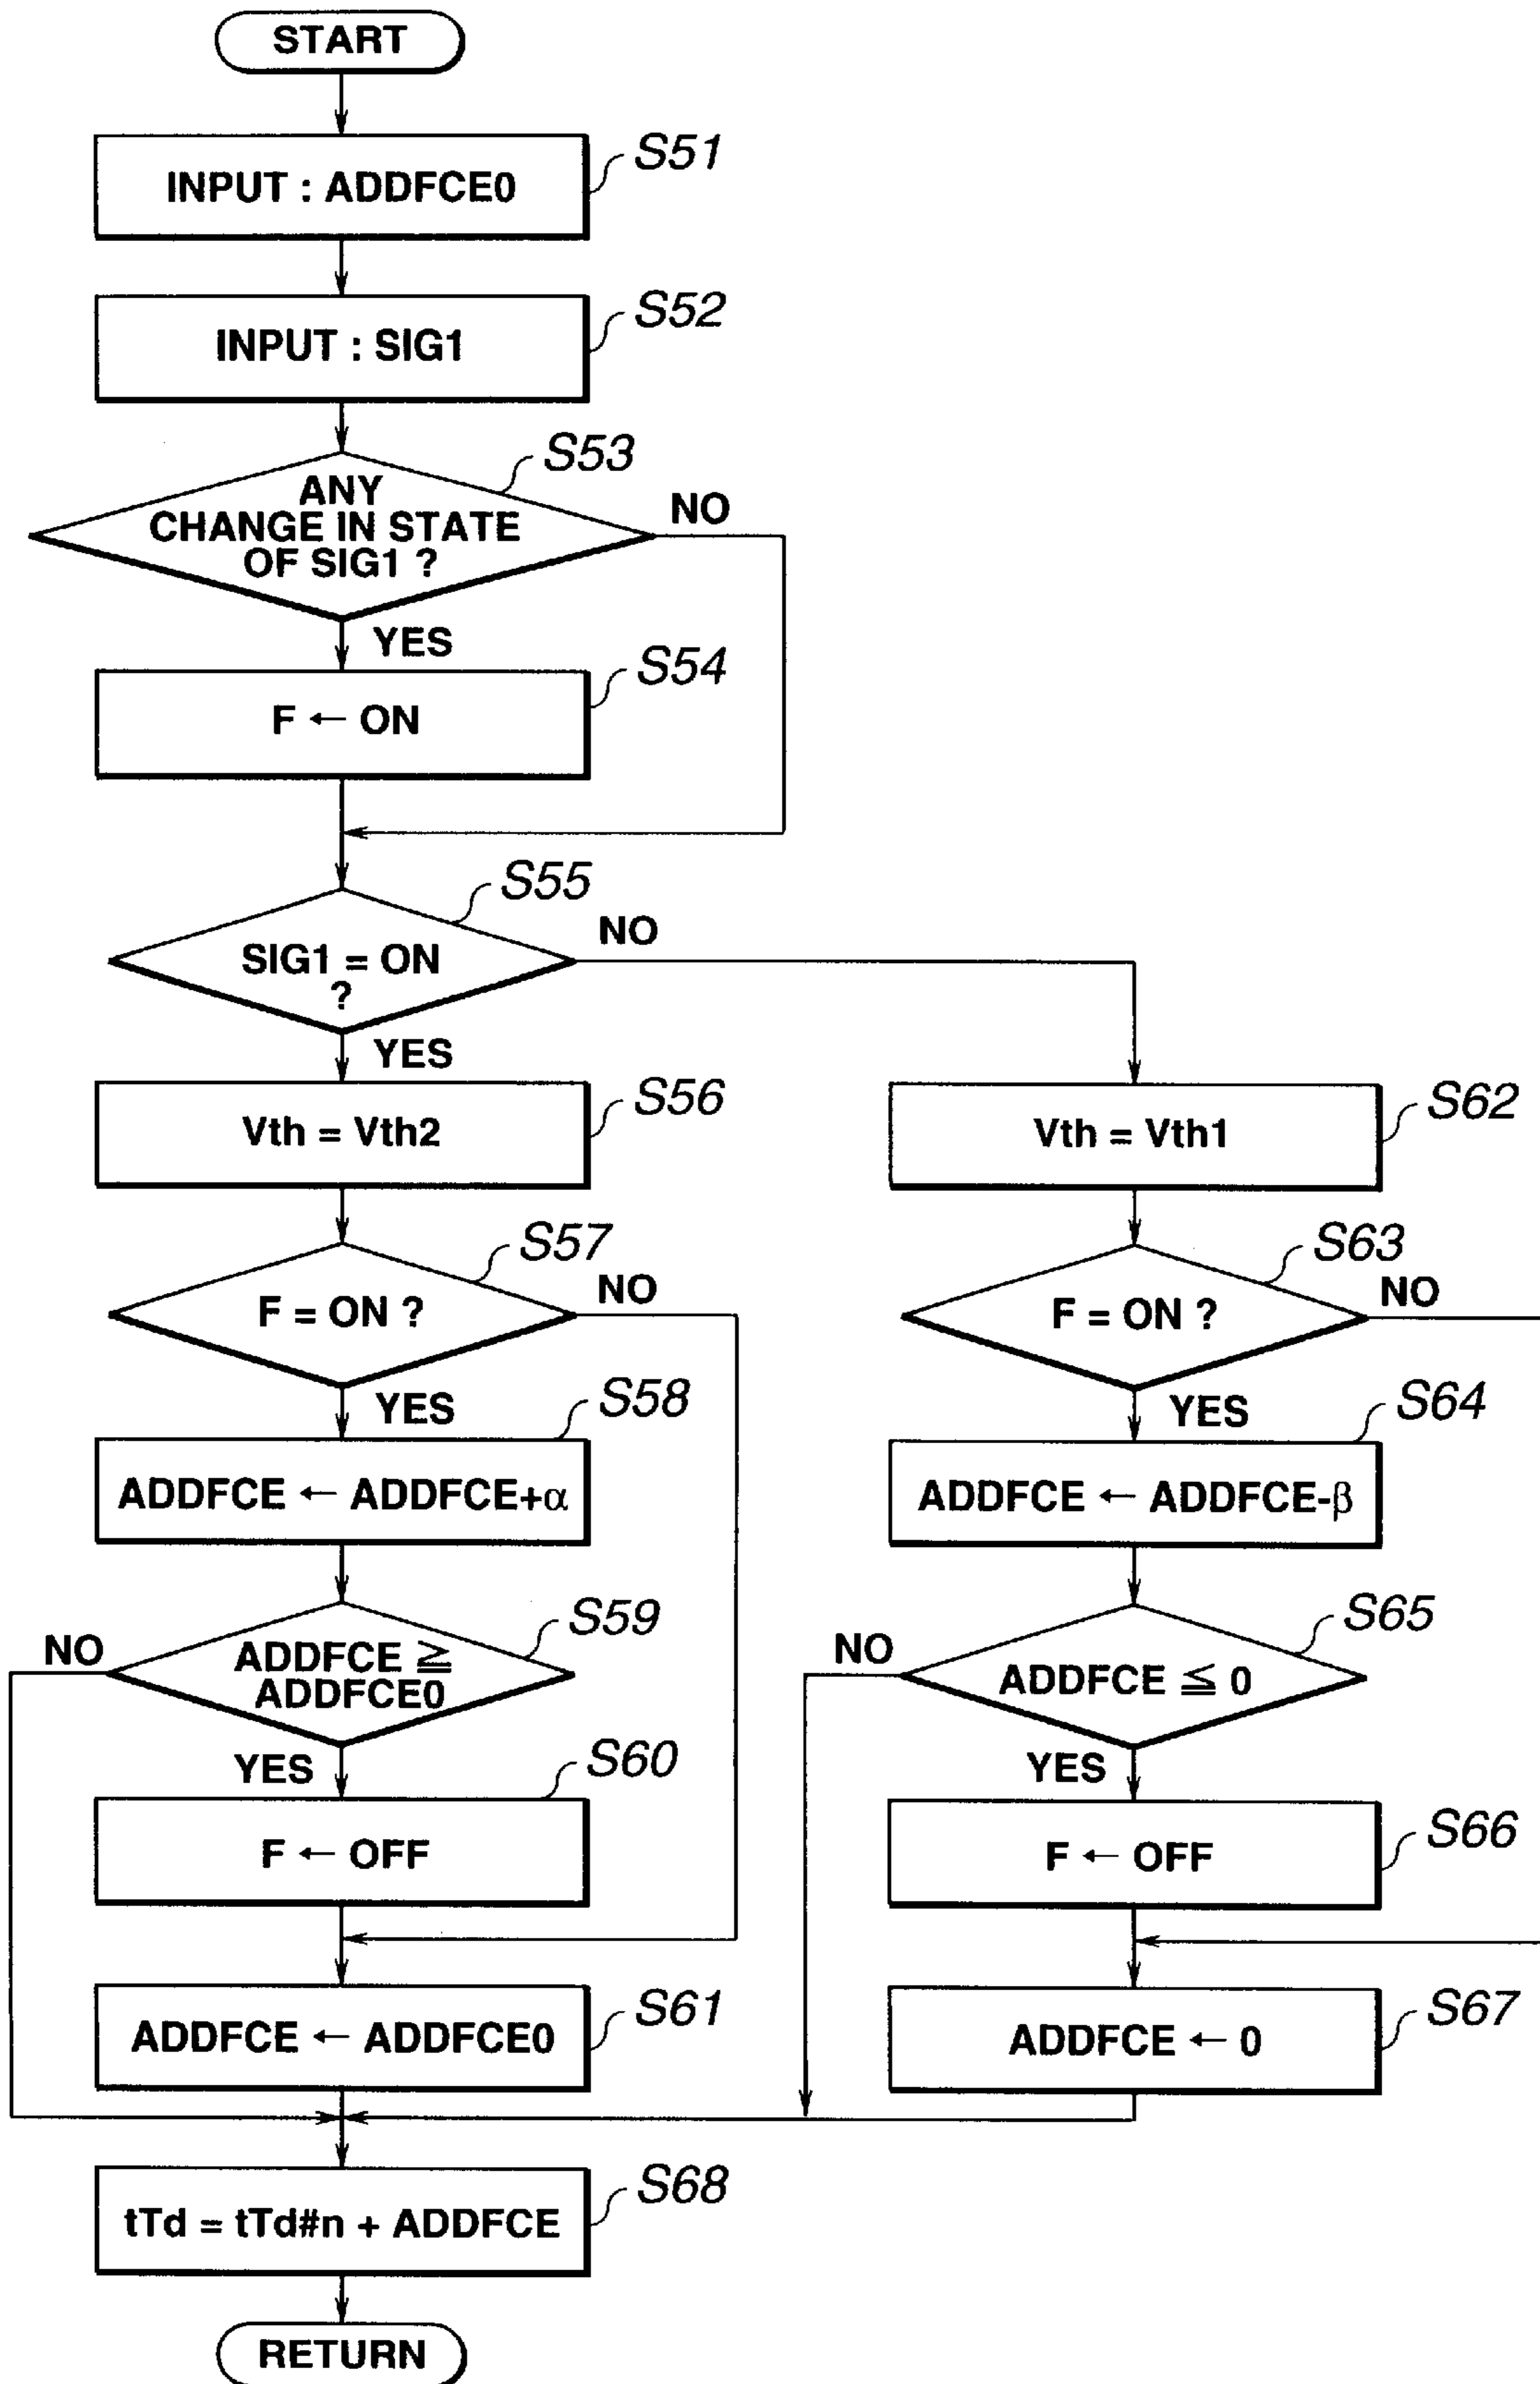 START
INPUT : ADDFCE0
S51
INPUT : SIG1
S52
S53
ANY
CHANGE IN STATE
OF SIG1 ?
NO
YES
S54
F ← ON
S55
SIG1 = ON
?
NO
YES
Vth = Vth2
S56
Vth = Vth1
S62
S57
F = ON ?
NO
S63
F = ON ?
NO
YES
S58
YES
S64
ADDFCE ← ADDFCE+α
ADDFCE ← ADDFCE-β
S59
NO
ADDFCE ≧
ADDFCE0
S65
NO
ADDFCE ≦ 0
YES
S60
YES
F ← OFF
F ← OFF
S66
ADDFCE ← ADDFCE0
S61
ADDFCE ← 0
S67
tTd = tTd#n + ADDFCE
S68
RETURN